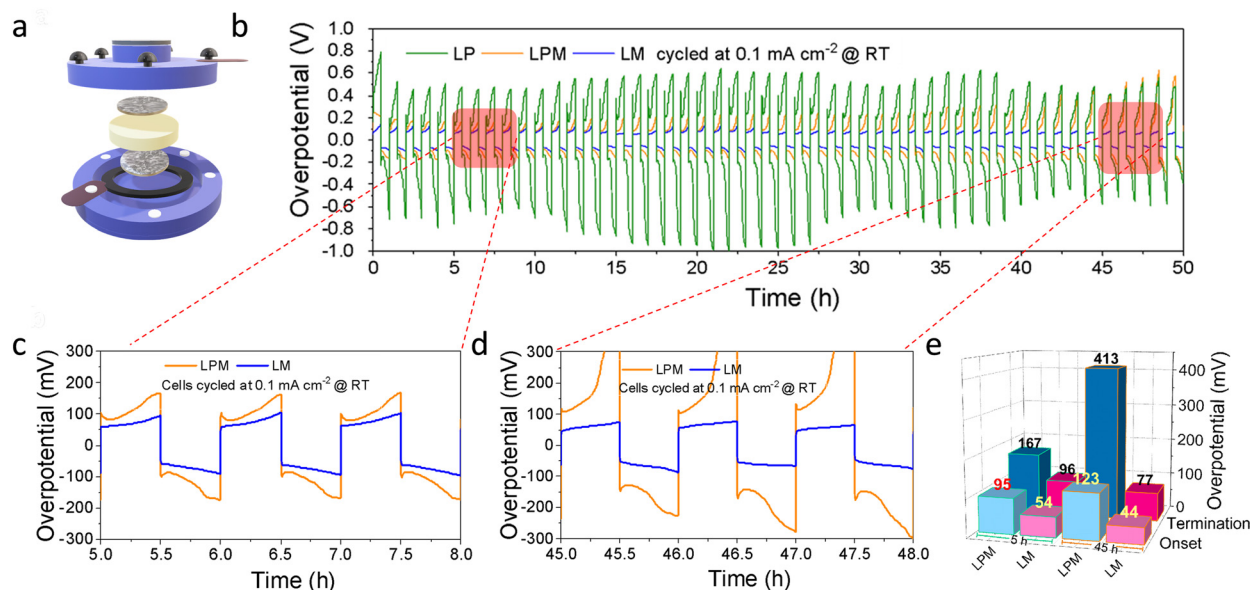 a
b
LP LPM LM cycled at 0.1 mA cm⁻² @ RT
Overpotential (V)
1.0
0.8
0.6
0.4
0.2
0.0
-0.2
-0.4
-0.6
-0.8
-1.0
0 5 10 15 20 25 30 35 40 45 50
Time (h)
c
LPM LM
Cells cycled at 0.1 mA cm⁻² @ RT
Overpotential (mV)
300
200
100
0
-100
-200
-300
5.0 5.5 6.0 6.5 7.0 7.5 8.0
Time (h)
d
LPM LM
Cells cycled at 0.1 mA cm⁻² @ RT
Overpotential (mV)
300
200
100
0
-100
-200
-300
45.0 45.5 46.0 46.5 47.0 47.5 48.0
Time (h)
e
413
167
96
123
77
95
54
44
400
300
200
100
0
Overpotential (mV)
Termination
Onset
5 h
45 h
LPM
LM
LPM
LM